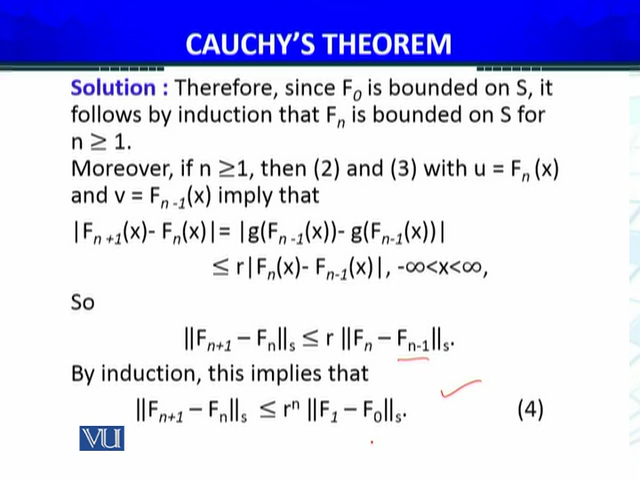 CAUCHY'S THEOREM
Solution : Therefore, since F₀ is bounded on S, it
follows by induction that Fₙ is bounded on S for
n ≥ 1.
Moreover, if n ≥1, then (2) and (3) with u = Fₙ (x)
and v = Fₙ ₋₁(x) imply that
|Fₙ ₊₁(x)- Fₙ(x)|= |g(Fₙ ₋₁(x))- g(Fₙ₋₁(x))|
≤ r|Fₙ(x)- Fₙ₋₁(x)|, -∞<x<∞,
So
||Fₙ₊₁ – Fₙ||ₛ ≤ r ||Fₙ – Fₙ₋₁||ₛ.
By induction, this implies that
||Fₙ₊₁ – Fₙ||ₛ ≤ rⁿ ||F₁ – F₀||ₛ. (4)
VU